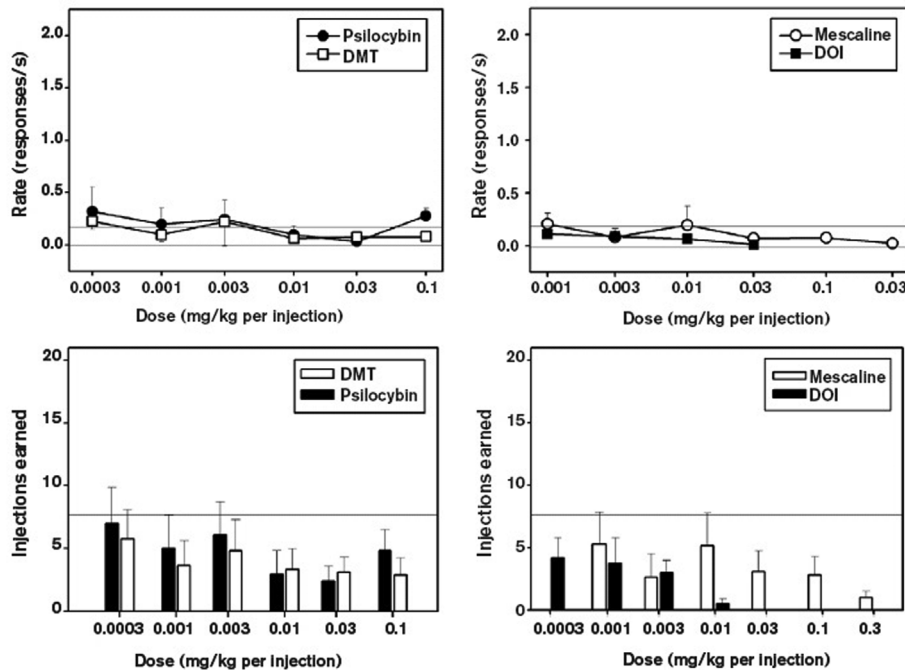 Rate (responses/s)
2.0
1.5
1.0
0.5
0.0
Psilocybin
DMT
0.0003 0.001 0.003 0.01 0.03 0.1
Dose (mg/kg per injection)
Rate (responses/s)
2.0
1.5
1.0
0.5
0.0
Mescaline
DOI
0.001 0.003 0.01 0.03 0.1 0.03
Dose (mg/kg per injection)
Injections earned
20
15
10
5
0
DMT
Psilocybin
0.0003 0.001 0.003 0.01 0.03 0.1
Dose (mg/kg per injection)
Injections earned
20
15
10
5
0
Mescaline
DOI
0.0003 0.001 0.003 0.01 0.03 0.1 0.3
Dose (mg/kg per injection)